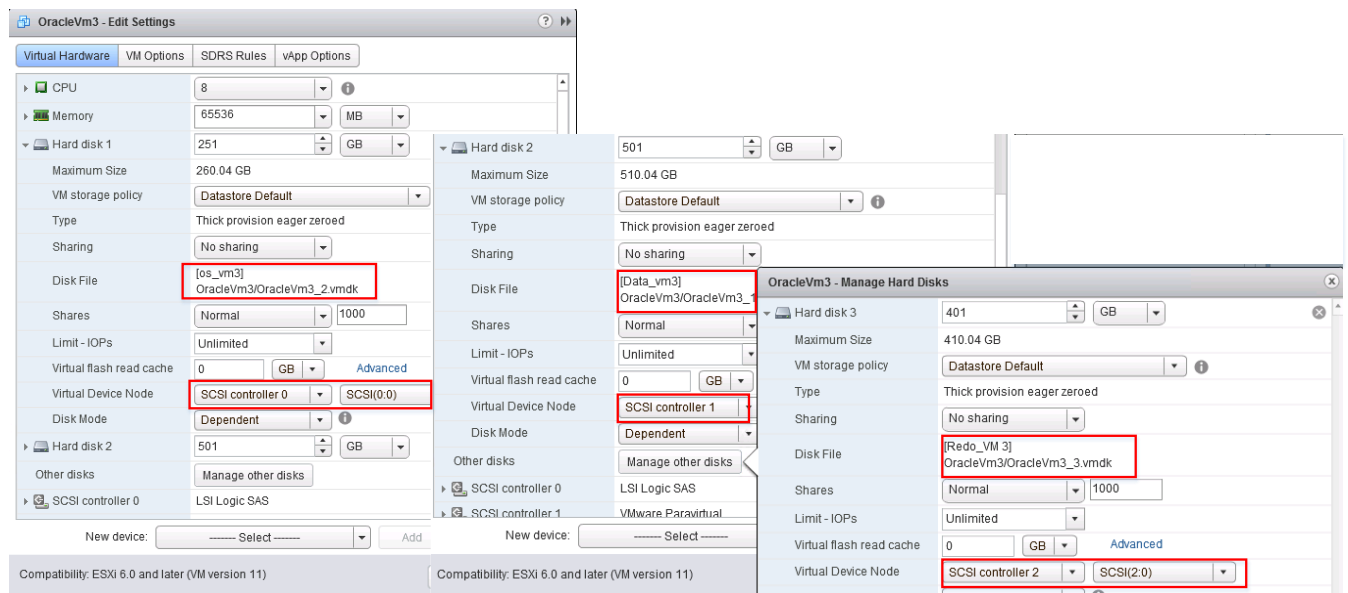 OracleVm3 - Edit Settings
?
Virtual Hardware VM Options SDRS Rules vApp Options
CPU 8
Memory 65536 MB
Hard disk 1 251 GB
Maximum Size 260.04 GB
VM storage policy Datastore Default
Type Thick provision eager zeroed
Sharing No sharing
Disk File [os_vm3]
OracleVm3/OracleVm3_2.vmdk
Shares Normal 1000
Limit - IOPs Unlimited
Virtual flash read cache 0 GB Advanced
Virtual Device Node SCSI controller 0 SCSI(0:0)
Disk Mode Dependent
Hard disk 2 501 GB
Other disks Manage other disks
SCSI controller 0 LSI Logic SAS
New device: ------- Select ------- Add
Compatibility: ESXi 6.0 and later (VM version 11)
Hard disk 2 501 GB
Maximum Size 510.04 GB
VM storage policy Datastore Default
Type Thick provision eager zeroed
Sharing No sharing
Disk File [Data_vm3]
OracleVm3/OracleVm3_1
Shares Normal
Limit - IOPs Unlimited
Virtual flash read cache 0 GB
Virtual Device Node SCSI controller 1
Disk Mode Dependent
Other disks Manage other disks
SCSI controller 0 LSI Logic SAS
SCSI controller 1 VMware Paravirtual
New device: ------- Select -------
Compatibility: ESXi 6.0 and later (VM version 11)
OracleVm3 - Manage Hard Disks
Hard disk 3 401 GB
Maximum Size 410.04 GB
VM storage policy Datastore Default
Type Thick provision eager zeroed
Sharing No sharing
Disk File [Redo_VM 3]
OracleVm3/OracleVm3_3.vmdk
Shares Normal 1000
Limit - IOPs Unlimited
Virtual flash read cache 0 GB Advanced
Virtual Device Node SCSI controller 2 SCSI(2:0)